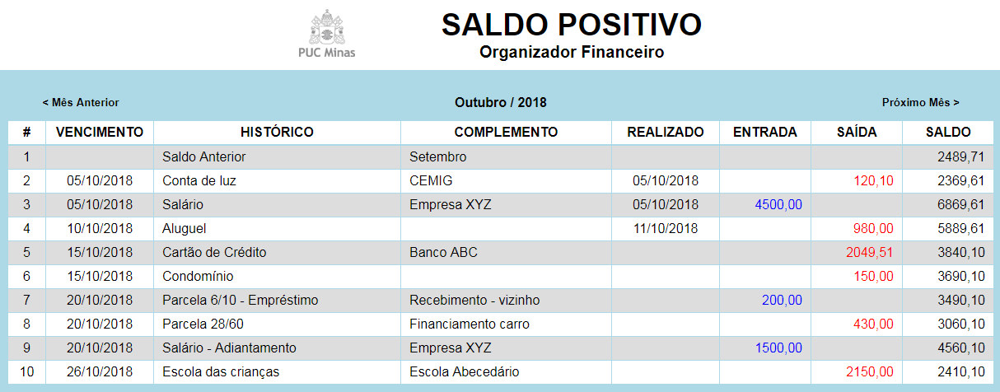 PUC Minas
SALDO POSITIVO
Organizador Financeiro
< Mês Anterior Outubro / 2018 Próximo Mês >
# VENCIMENTO HISTÓRICO COMPLEMENTO REALIZADO ENTRADA SAÍDA SALDO
1 Saldo Anterior Setembro 2489,71
2 05/10/2018 Conta de luz CEMIG 05/10/2018 120,10 2369,61
3 05/10/2018 Salário Empresa XYZ 05/10/2018 4500,00 6869,61
4 10/10/2018 Aluguel 11/10/2018 980,00 5889,61
5 15/10/2018 Cartão de Crédito Banco ABC 2049,51 3840,10
6 15/10/2018 Condomínio 150,00 3690,10
7 20/10/2018 Parcela 6/10 - Empréstimo Recebimento - vizinho 200,00 3490,10
8 20/10/2018 Parcela 28/60 Financiamento carro 430,00 3060,10
9 20/10/2018 Salário - Adiantamento Empresa XYZ 1500,00 4560,10
10 26/10/2018 Escola das crianças Escola Abecedário 2150,00 2410,10